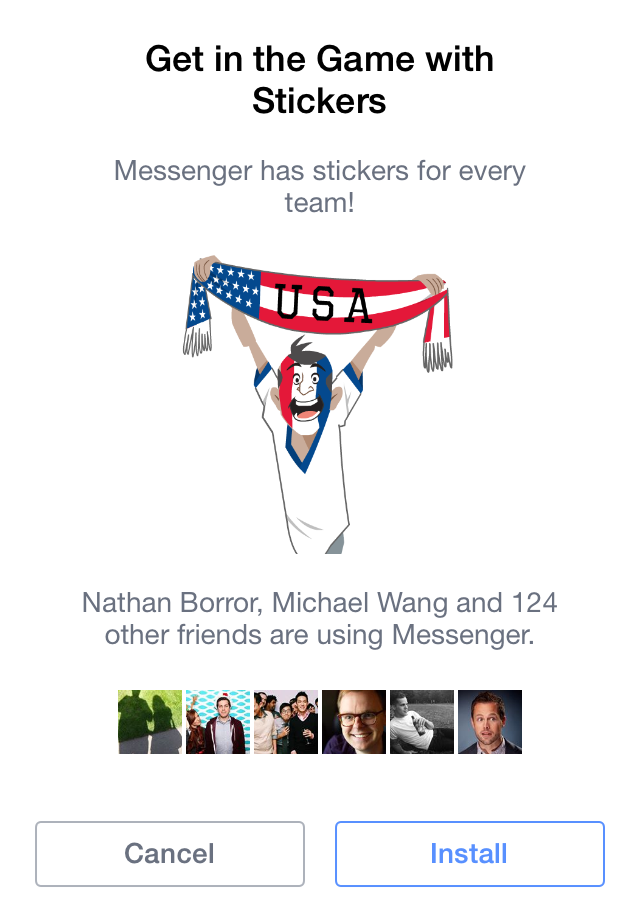 Get in the Game with
Stickers
Messenger has stickers for every
team!
USA
Nathan Borror, Michael Wang and 124
other friends are using Messenger.
Cancel
Install